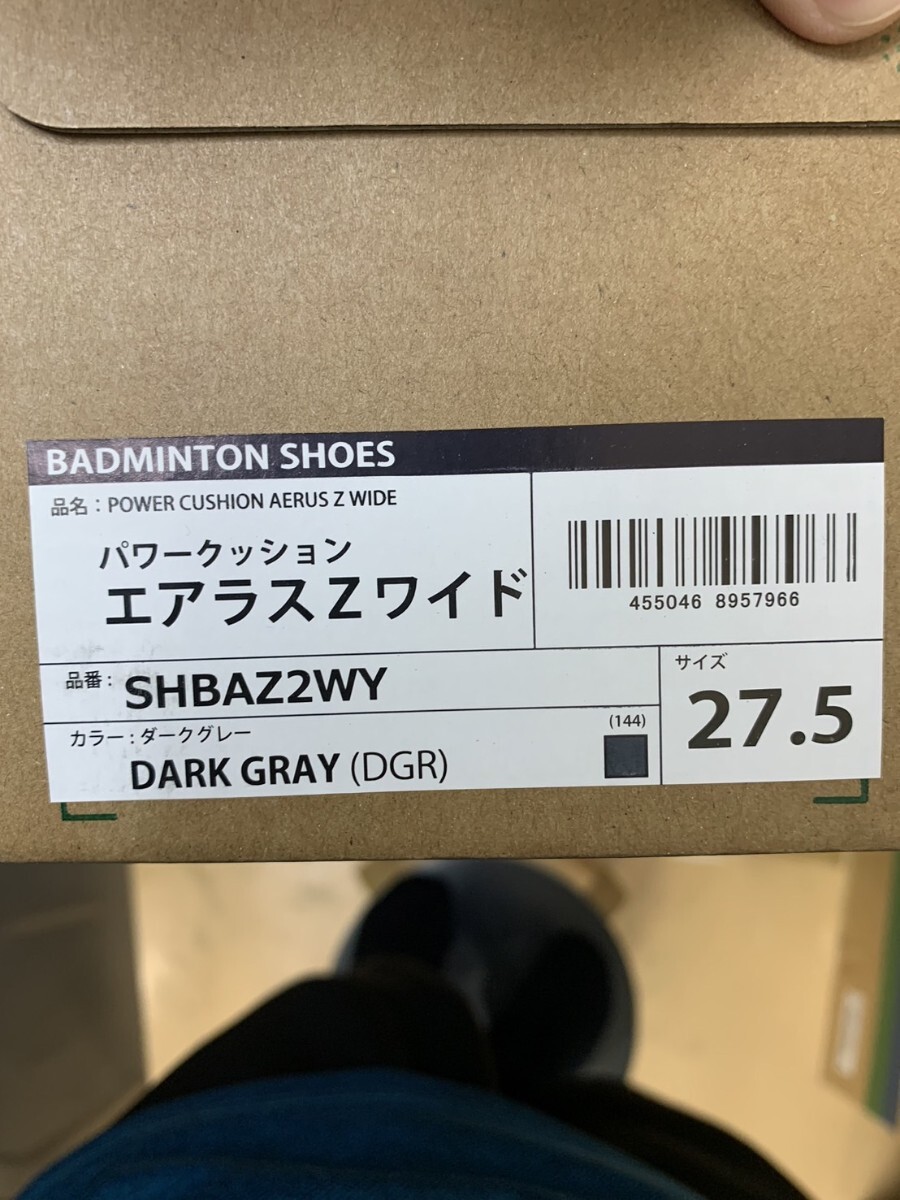 BADMINTON SHOES
品名：POWER CUSHION AERUS Z WIDE
パワークッション
エアラスZワイド
455046 8957966
品番： SHBAZ2WY
サイズ
27.5
カラー：ダークグレー
(144)
DARK GRAY (DGR)